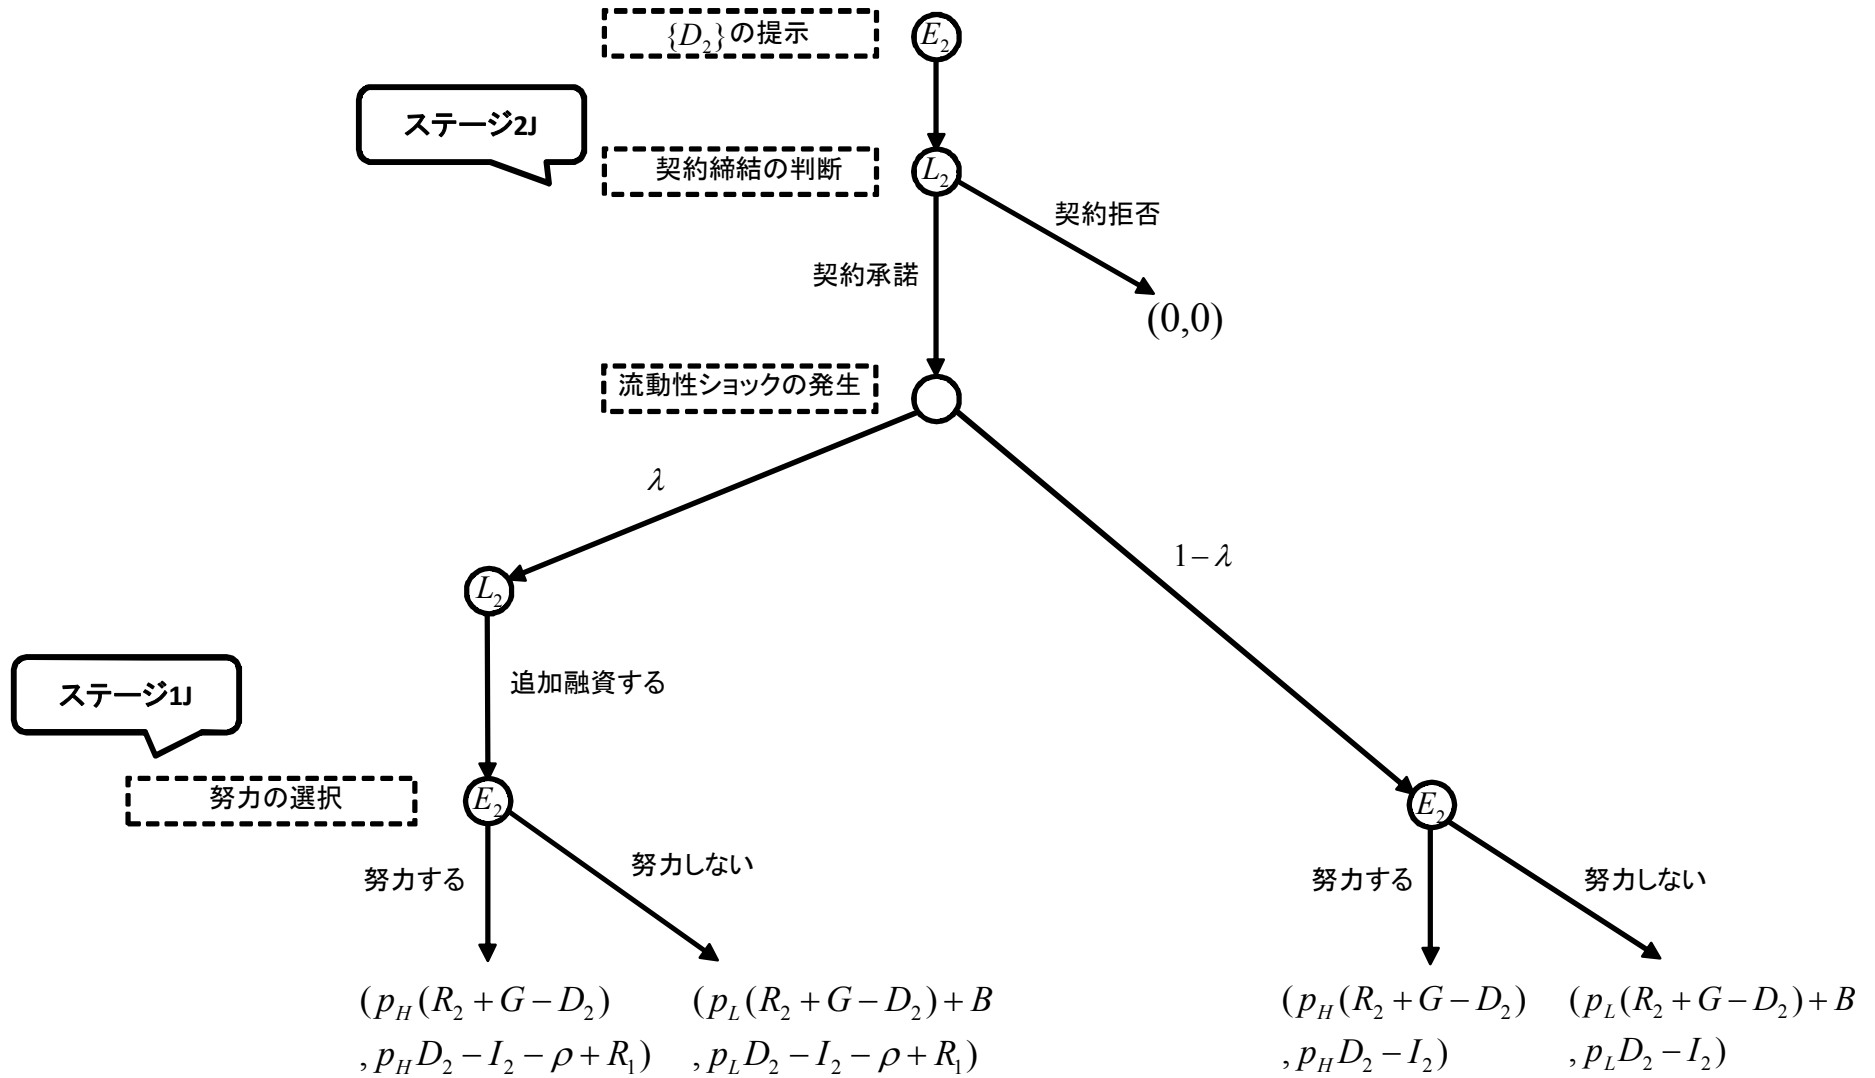 {D₂}の提示
E₂
ステージ2J
契約締結の判断
L₂
契約拒否
契約承諾
(0,0)
流動性ショックの発生
λ
1−λ
L₂
追加融資する
ステージ1J
努力の選択
E₂
E₂
努力する
努力しない
努力する
努力しない
(p_H(R₂+G−D₂)
,p_H D₂−I₂−ρ+R₁)
(p_L(R₂+G−D₂)+B
,p_L D₂−I₂−ρ+R₁)
(p_H(R₂+G−D₂)
,p_H D₂−I₂)
(p_L(R₂+G−D₂)+B
,p_L D₂−I₂)